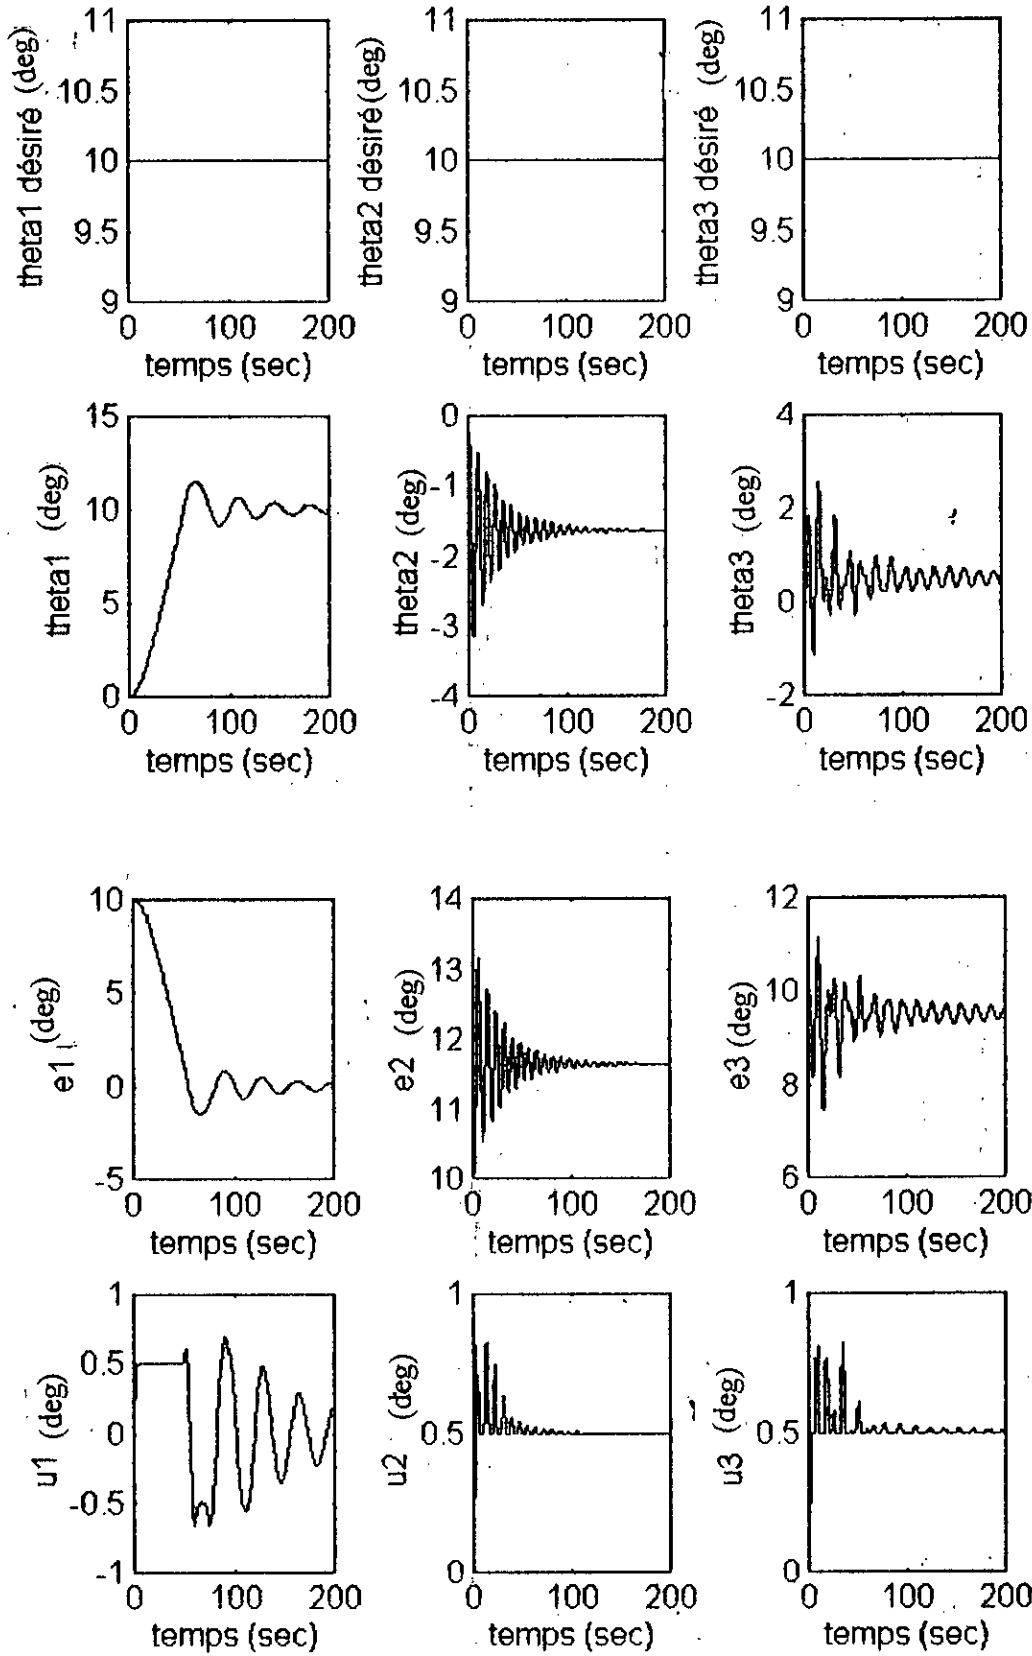 theta1 désiré (deg)
11
10.5
10
9.5
9
0 100 200
temps (sec)
theta2 désiré (deg)
11
10.5
10
9.5
9
0 100 200
temps (sec)
theta3 désiré (deg)
11
10.5
10
9.5
9
0 100 200
temps (sec)
theta1 (deg)
15
10
5
0
0 100 200
temps (sec)
theta2 (deg)
0
-1
-2
-3
-4
0 100 200
temps (sec)
theta3 (deg)
4
2
0
-2
0 100 200
temps (sec)
e1 (deg)
10
5
0
-5
0 100 200
temps (sec)
e2 (deg)
14
13
12
11
10
0 100 200
temps (sec)
e3 (deg)
12
10
8
6
0 100 200
temps (sec)
u1 (deg)
1
0.5
0
-0.5
-1
0 100 200
temps (sec)
u2 (deg)
1
0.5
0
0 100 200
temps (sec)
u3 (deg)
1
0.5
0
0 100 200
temps (sec)